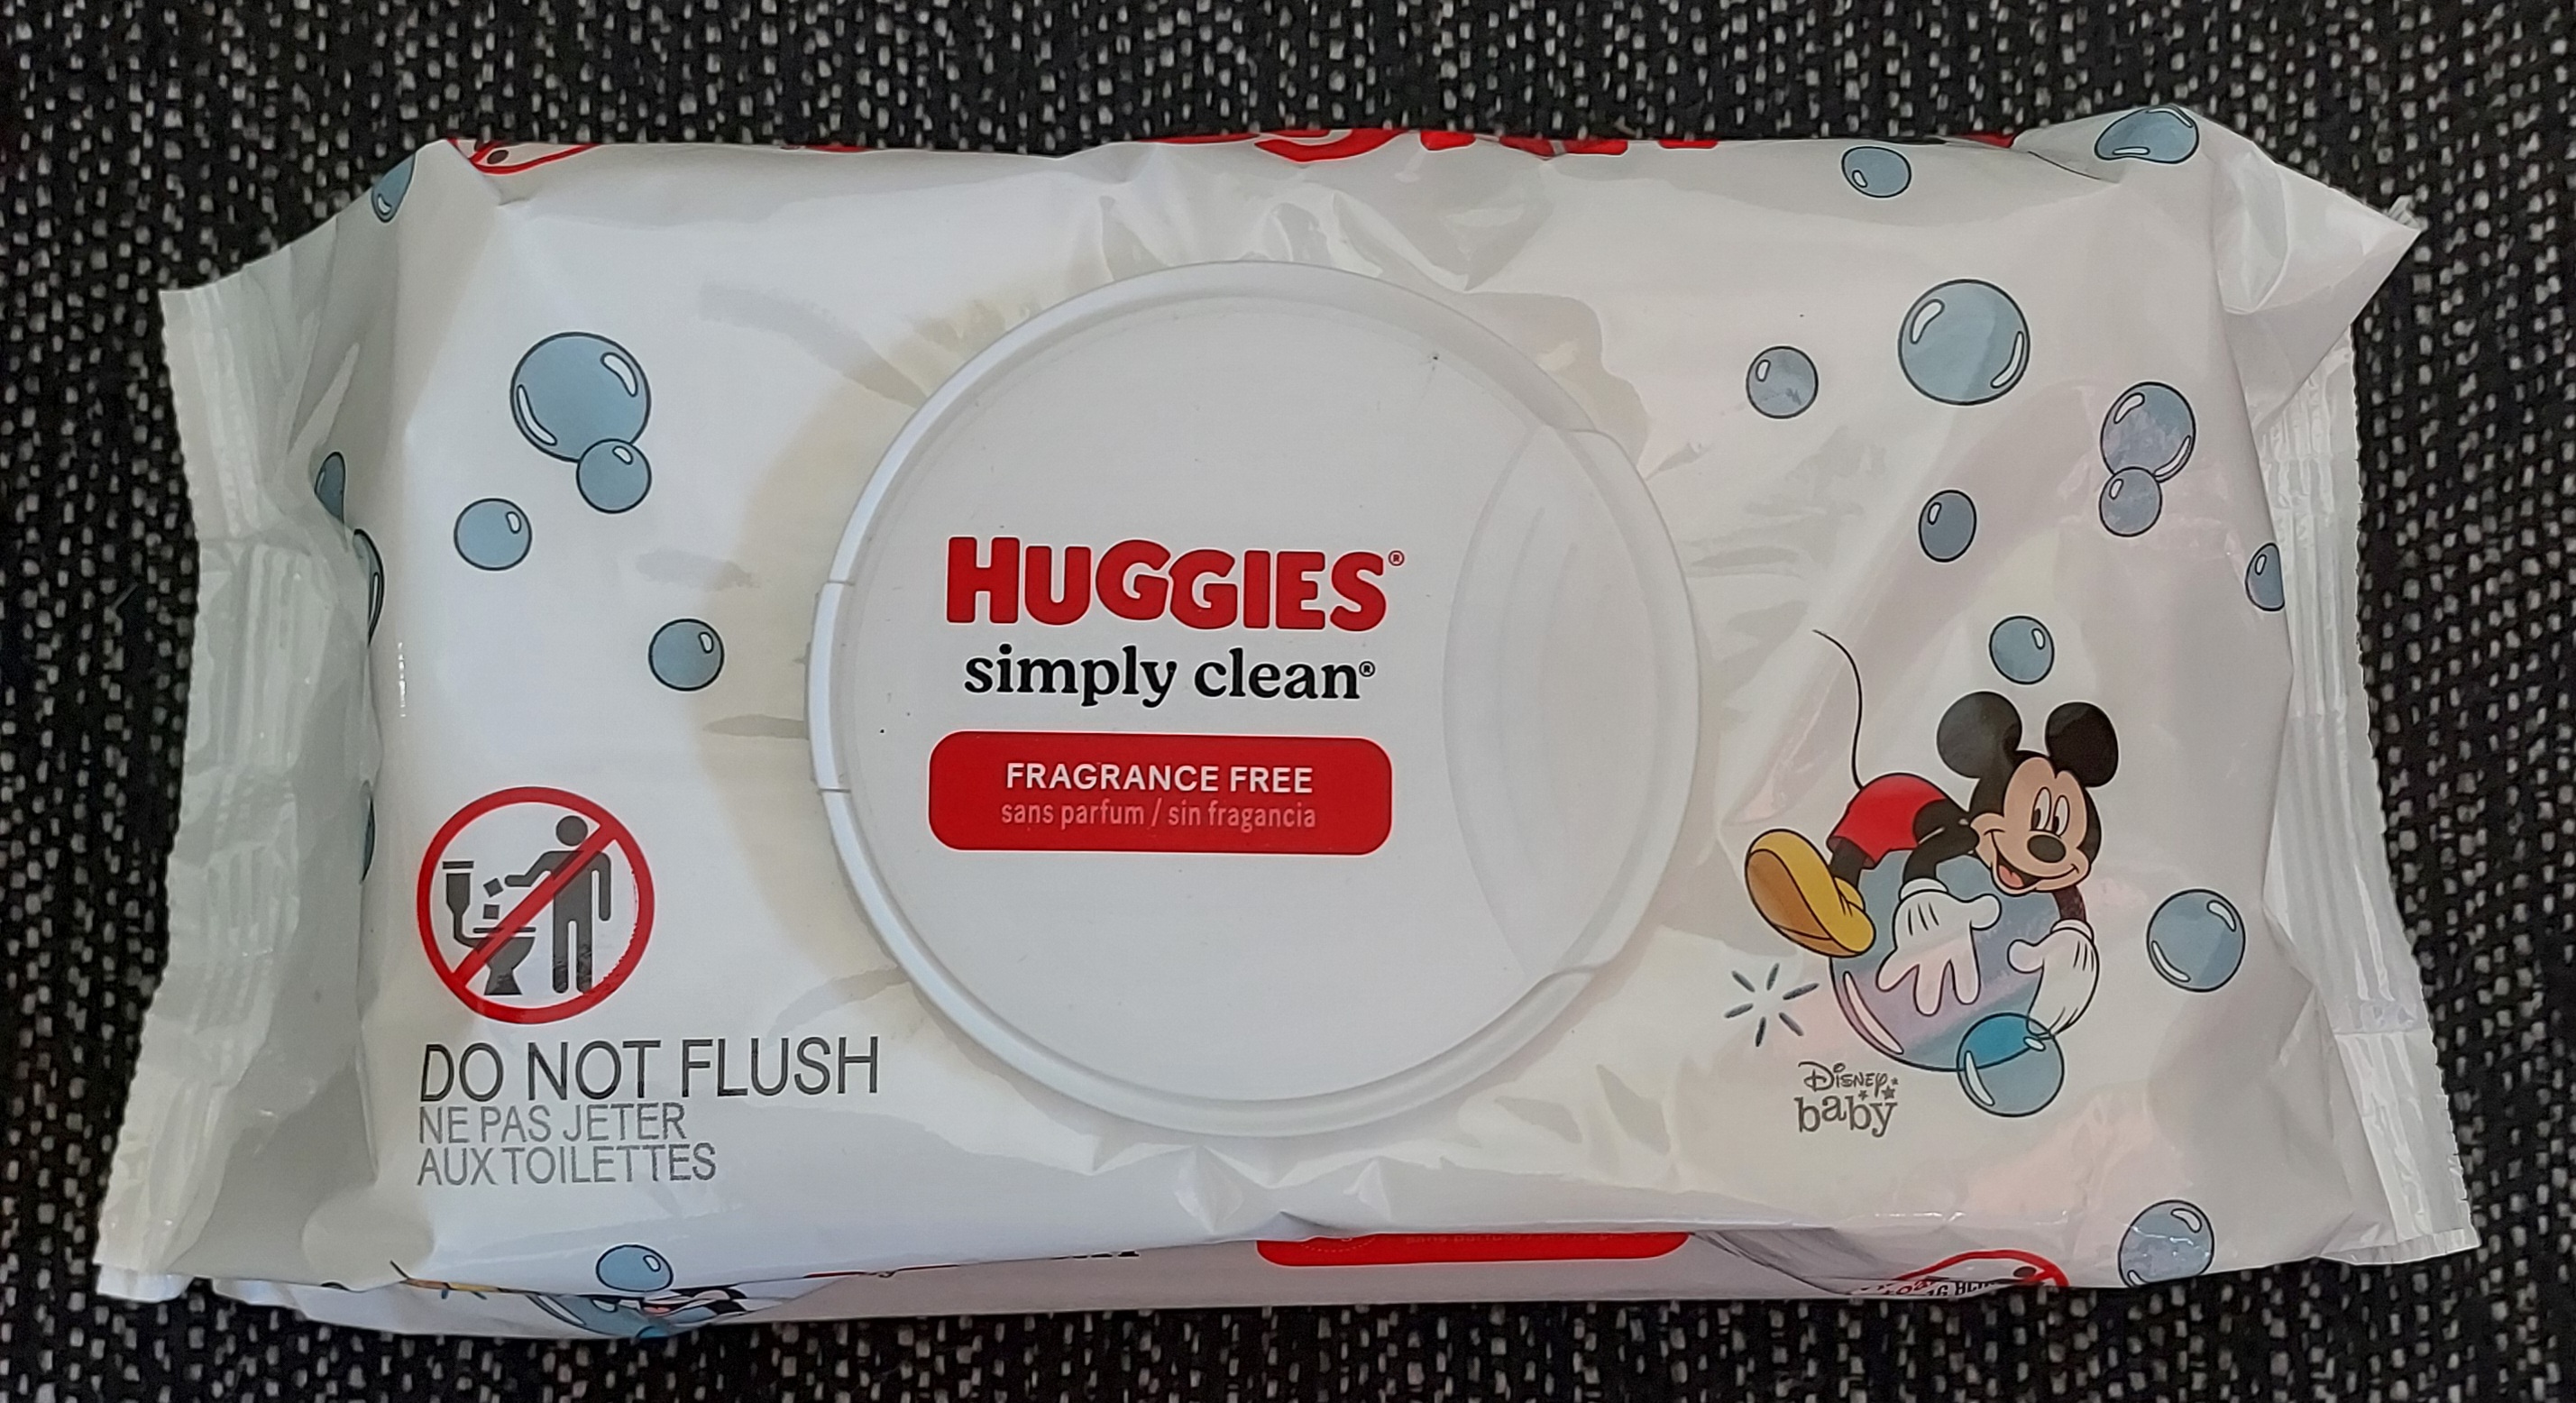 HUGGIES®
simply clean®
FRAGRANCE FREE
sans parfum / sin fragancia
DO NOT FLUSH
NE PAS JETER
AUX TOILETTES
Disney
baby